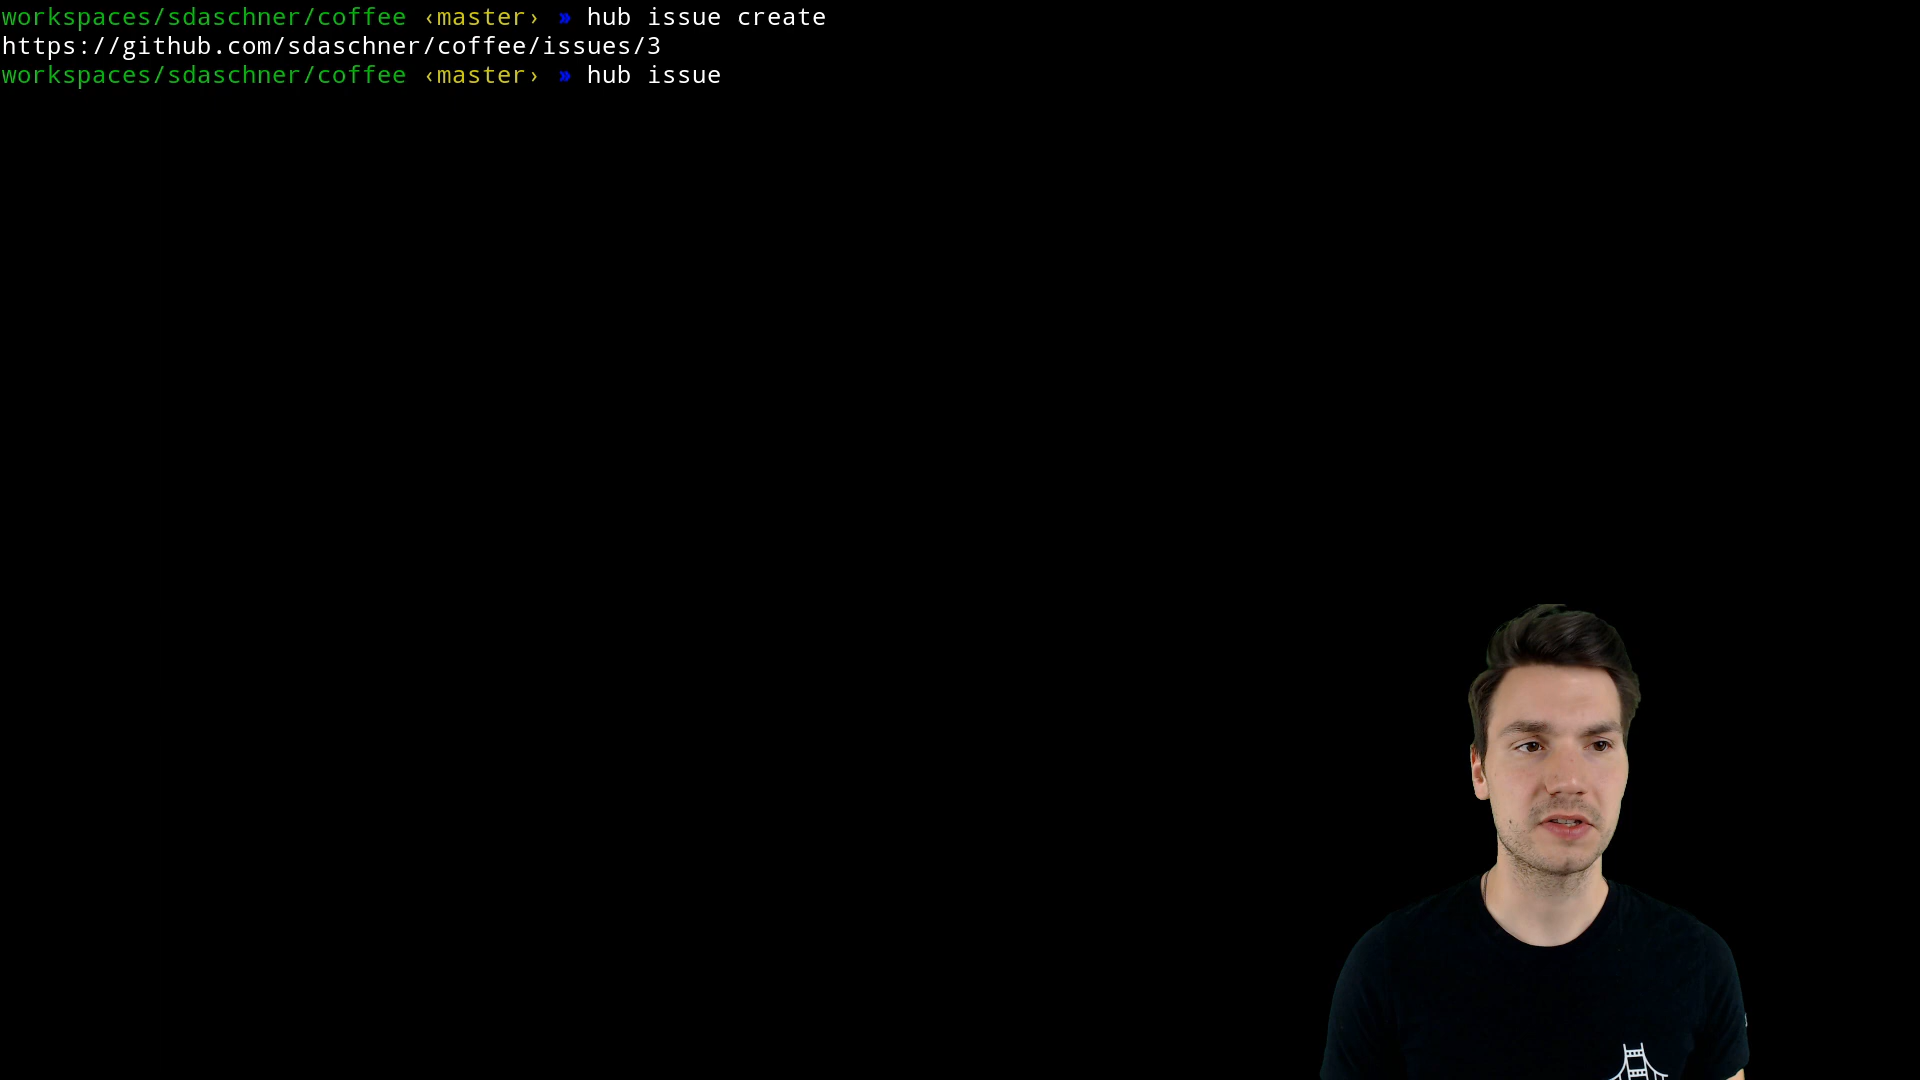 workspaces/sdaschner/coffee ‹master› » hub issue create
https://github.com/sdaschner/coffee/issues/3
workspaces/sdaschner/coffee ‹master› » hub issue